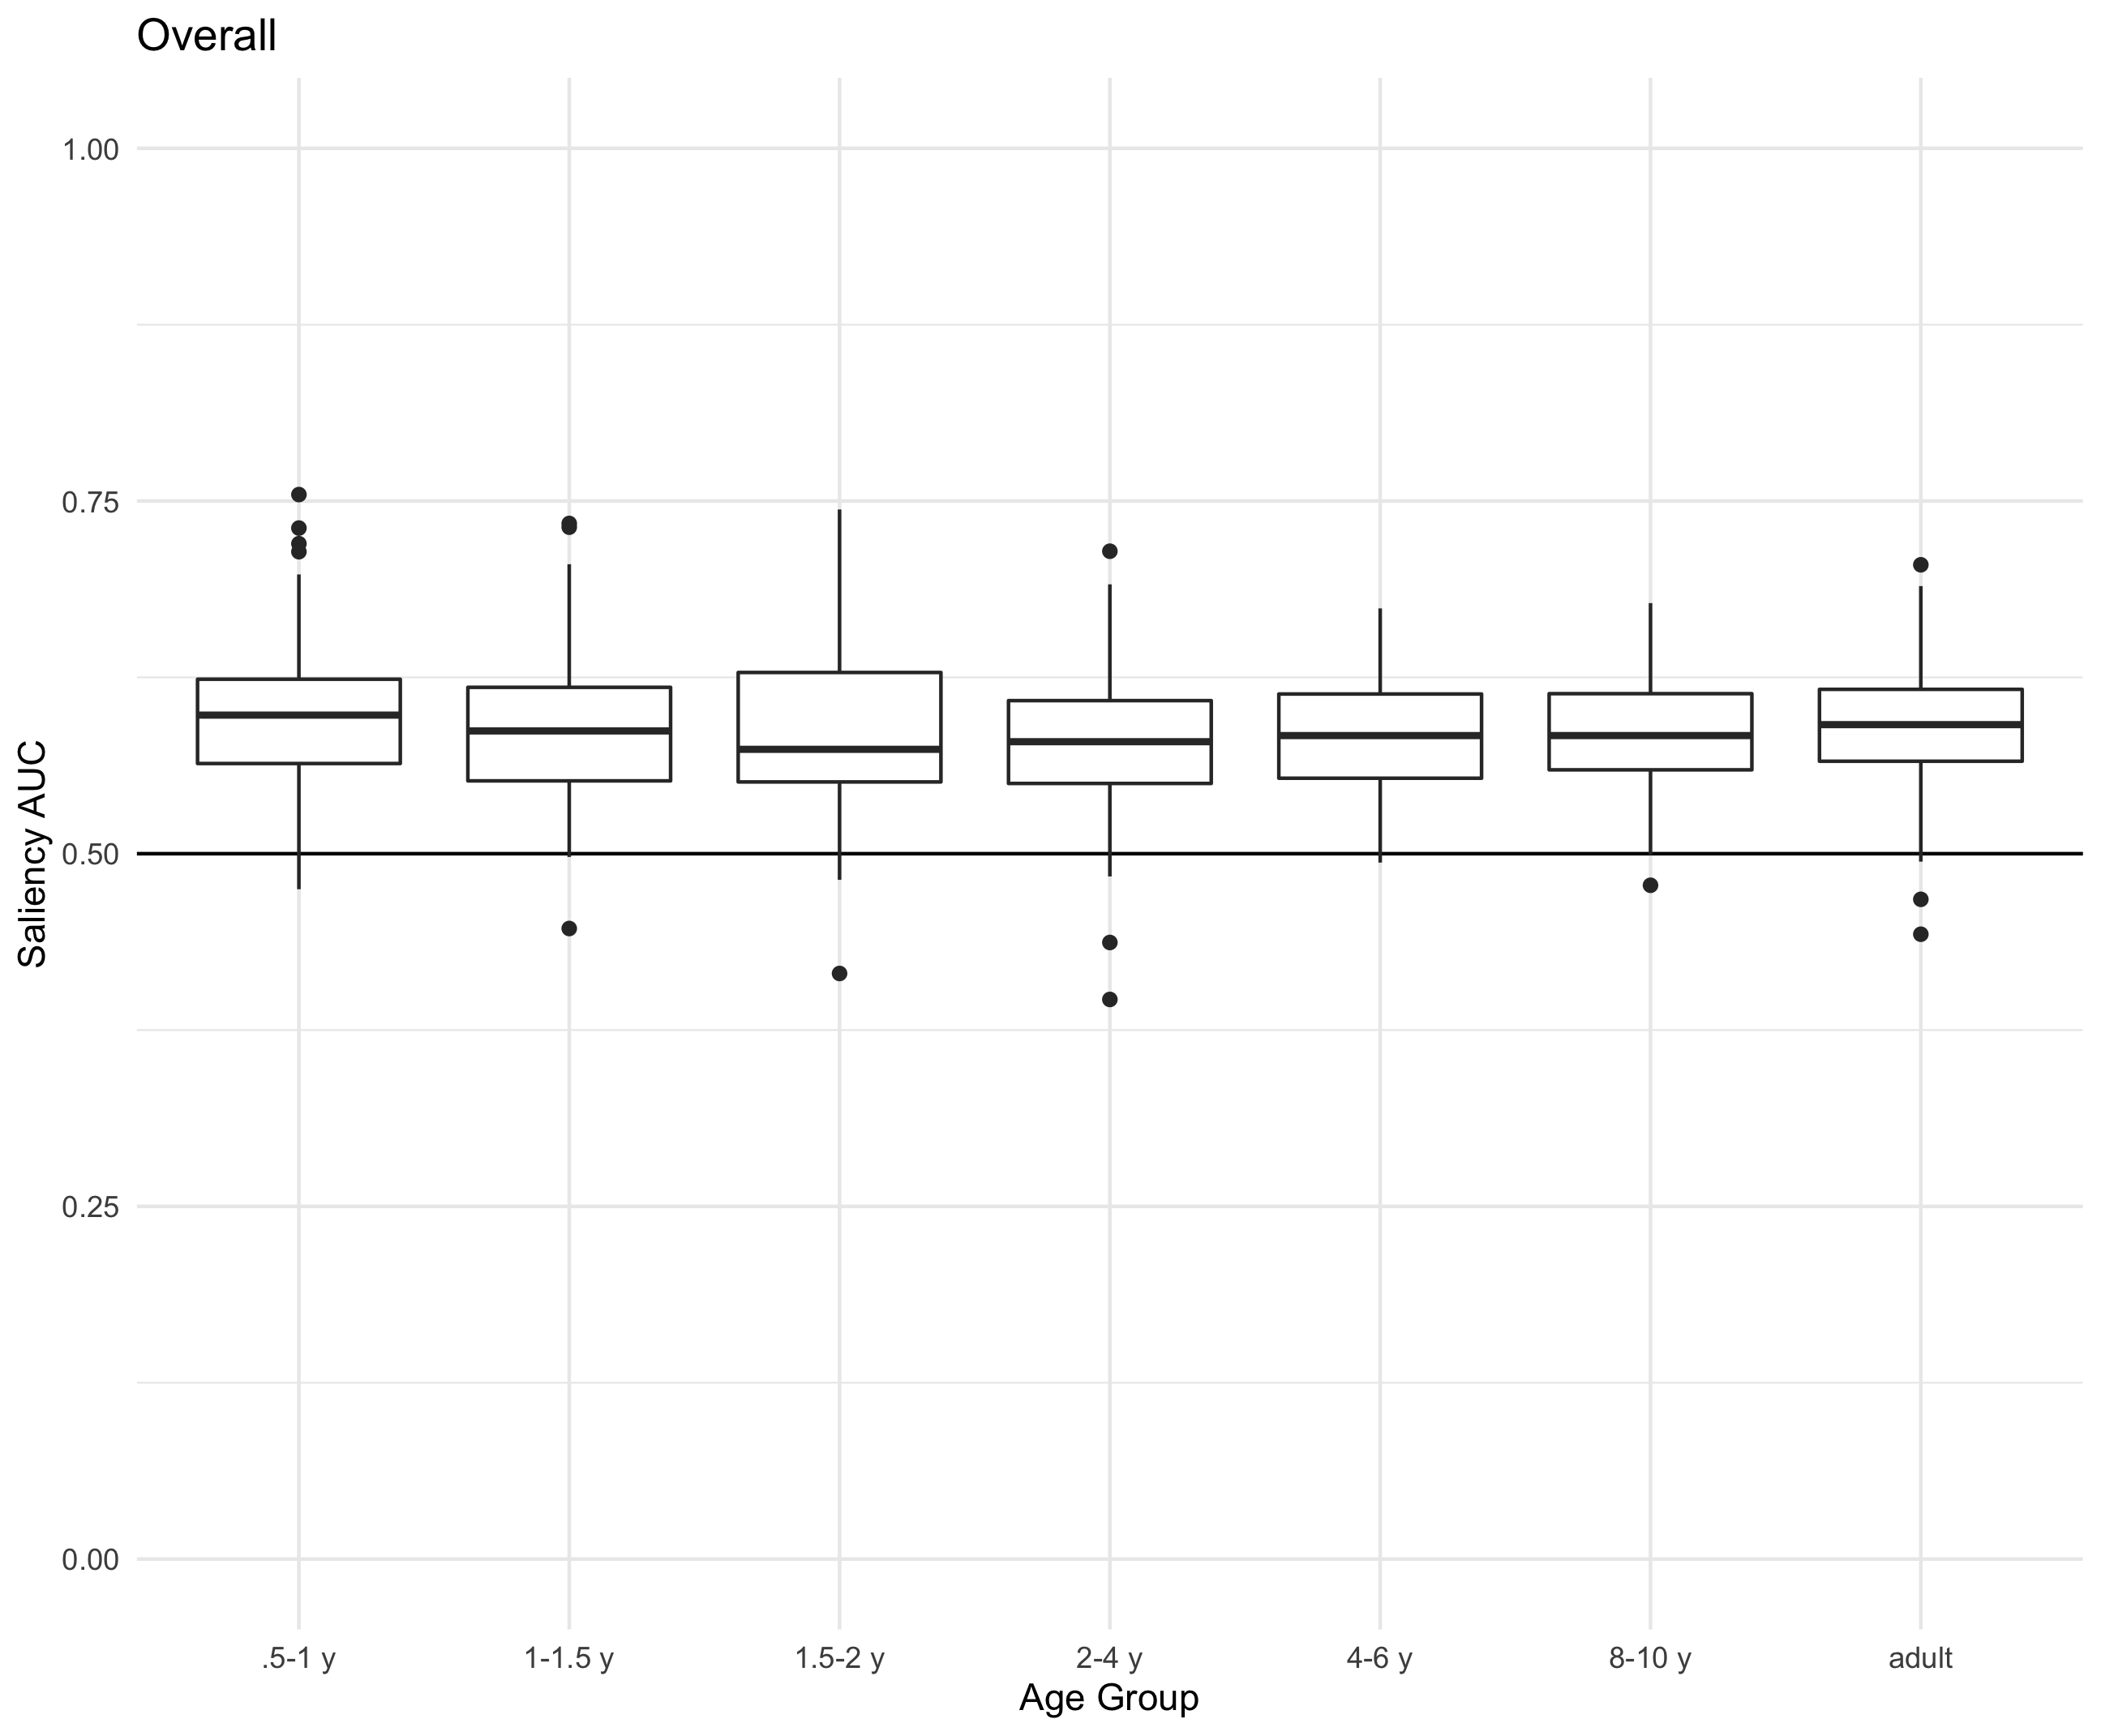 Overall
Saliency AUC
1.00
0.75
0.50
0.25
0.00
.5-1 y
1-1.5 y
1.5-2 y
2-4 y
4-6 y
8-10 y
adult
Age Group